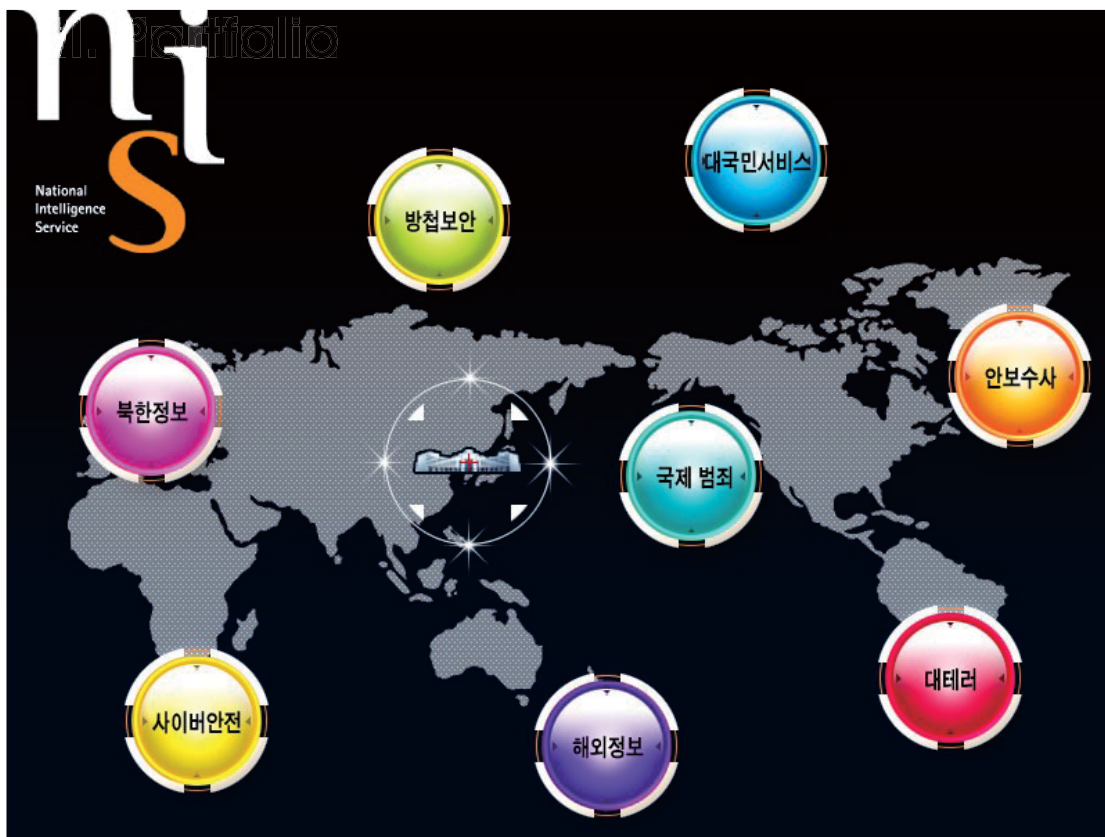 nis
National
Intelligence
Service
Portfolio
대국민서비스
방첩보안
안보수사
북한정보
국제 범죄
대테러
사이버안전
해외정보